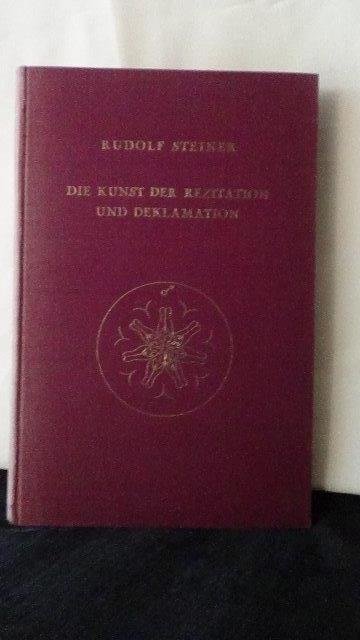 RUDOLF STEINER
DIE KUNST DER REZITATION
UND DEKLAMATION